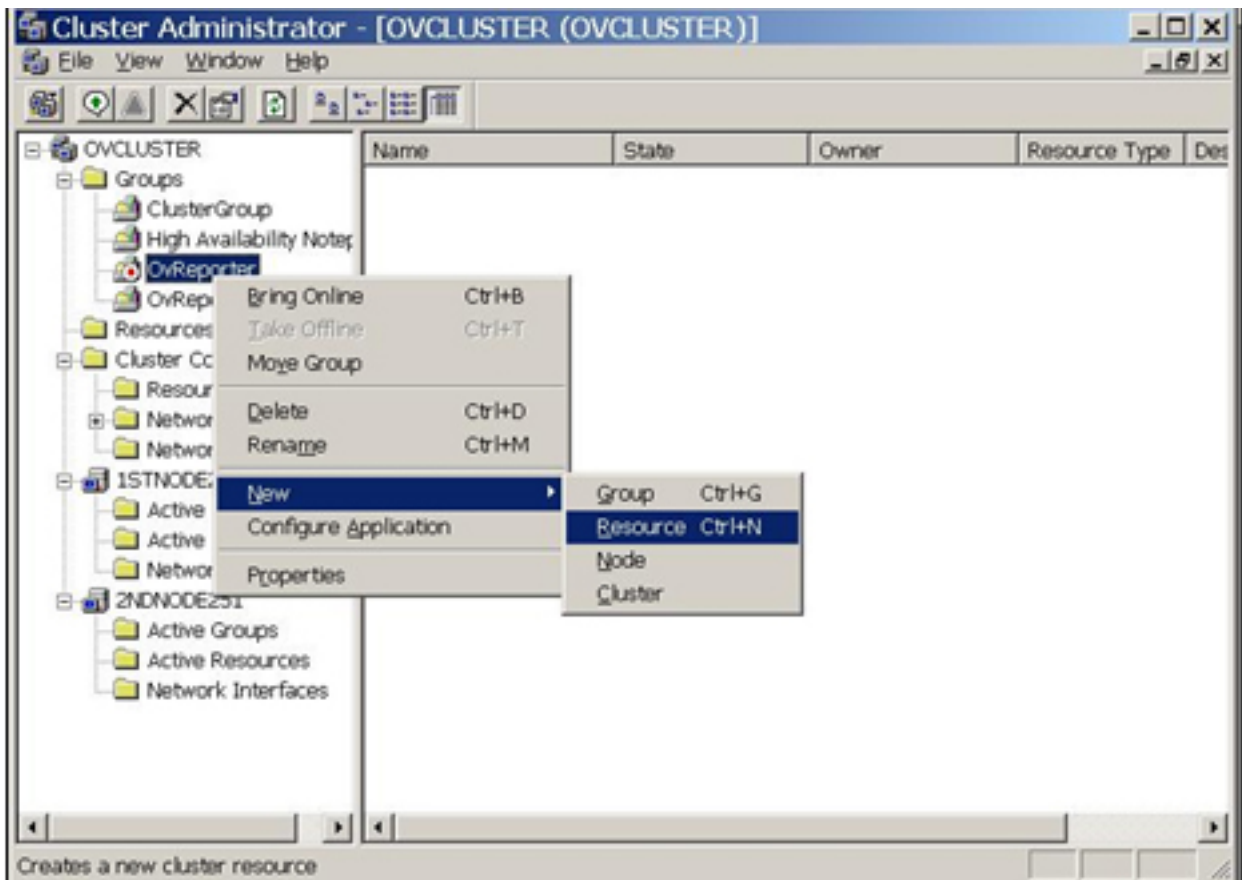 Cluster Administrator - [OVCLUSTER (OVCLUSTER)]
File View Window Help
OVCLUSTER
Name State Owner Resource Type Des
Groups
ClusterGroup
High Availability Notep
OvReporter
OvRepo
Bring Online Ctrl+B
Resources
Take Offline Ctrl+T
Cluster Co
Move Group
Resour
Delete Ctrl+D
Networ
Rename Ctrl+M
Networ
1STNODE2
New
Group Ctrl+G
Active
Configure Application
Resource Ctrl+N
Active
Node
Networ
Properties
Cluster
2NDNODE251
Active Groups
Active Resources
Network Interfaces
Creates a new cluster resource